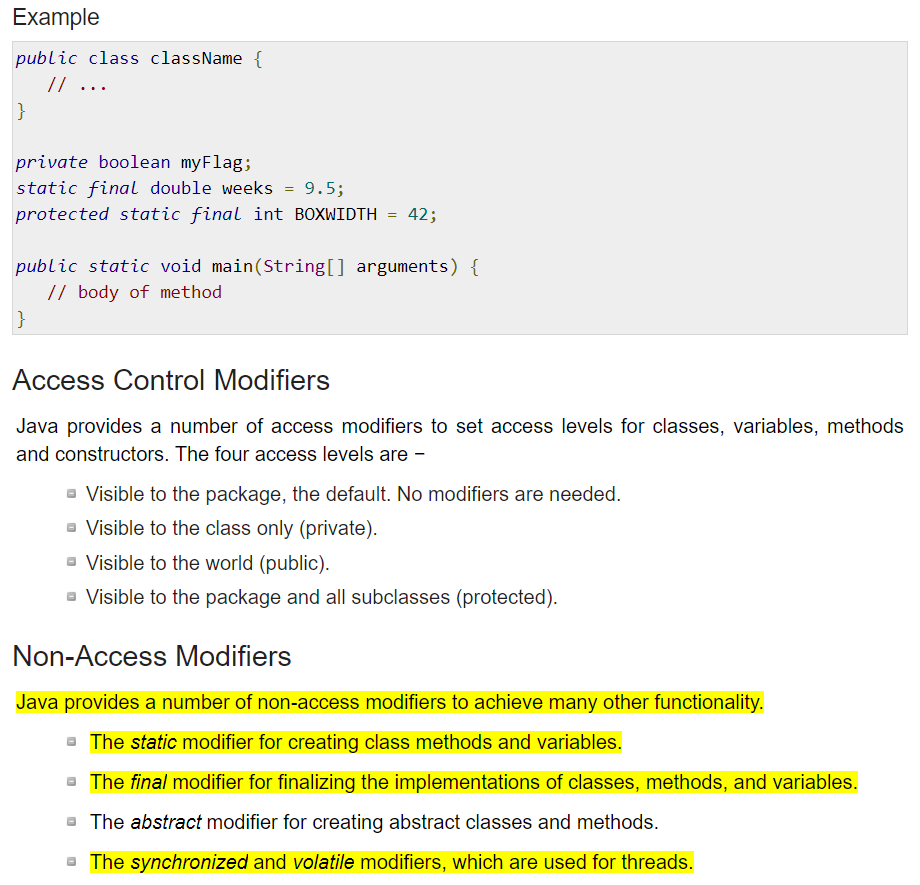 Example
public class className {
// ...
}
private boolean myFlag;
static final double weeks = 9.5;
protected static final int BOXWIDTH = 42;
public static void main(String[] arguments) {
// body of method
}
Access Control Modifiers
Java provides a number of access modifiers to set access levels for classes, variables, methods
and constructors. The four access levels are −
Visible to the package, the default. No modifiers are needed.
Visible to the class only (private).
Visible to the world (public).
Visible to the package and all subclasses (protected).
Non-Access Modifiers
Java provides a number of non-access modifiers to achieve many other functionality.
The static modifier for creating class methods and variables.
The final modifier for finalizing the implementations of classes, methods, and variables.
The abstract modifier for creating abstract classes and methods.
The synchronized and volatile modifiers, which are used for threads.